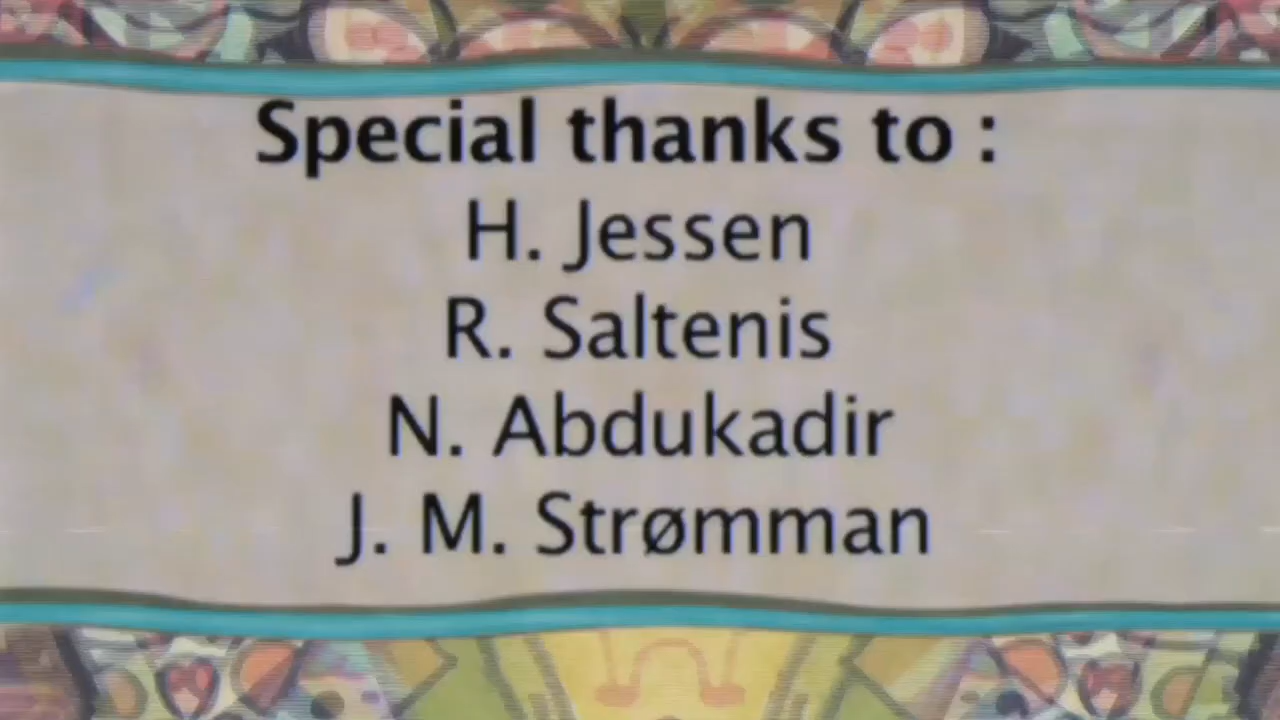 Special thanks to :
H. Jessen
R. Saltenis
N. Abdukadir
J. M. Strømman